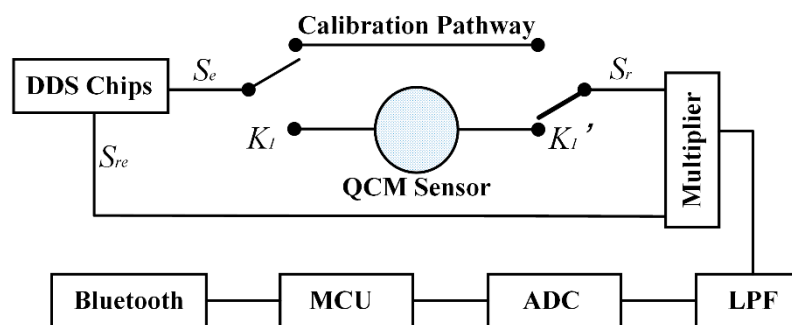 Calibration Pathway
DDS Chips
Se
Sr
K1
K1’
QCM Sensor
Sre
Multiplier
Bluetooth
MCU
ADC
LPF